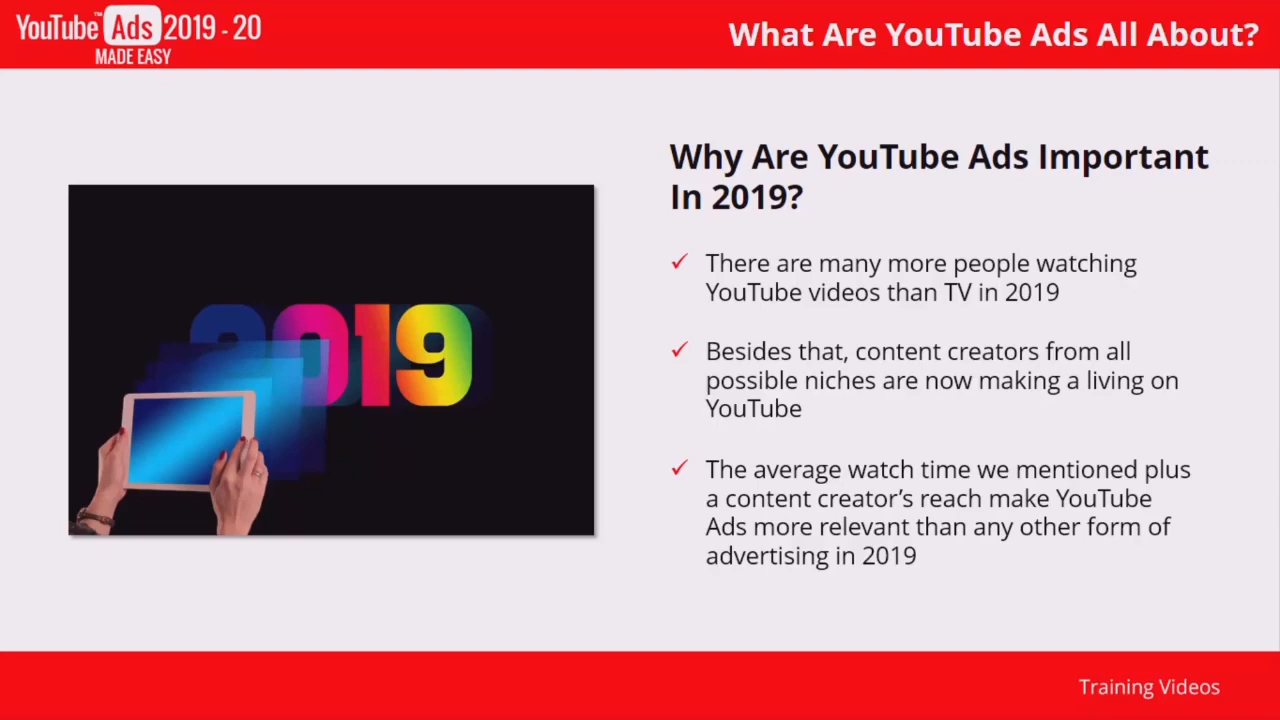 YouTube™ Ads 2019 - 20
MADE EASY
What Are YouTube Ads All About?
Why Are YouTube Ads Important
In 2019?
2019
✓ There are many more people watching
YouTube videos than TV in 2019
✓ Besides that, content creators from all
possible niches are now making a living on
YouTube
✓ The average watch time we mentioned plus
a content creator’s reach make YouTube
Ads more relevant than any other form of
advertising in 2019
Training Videos